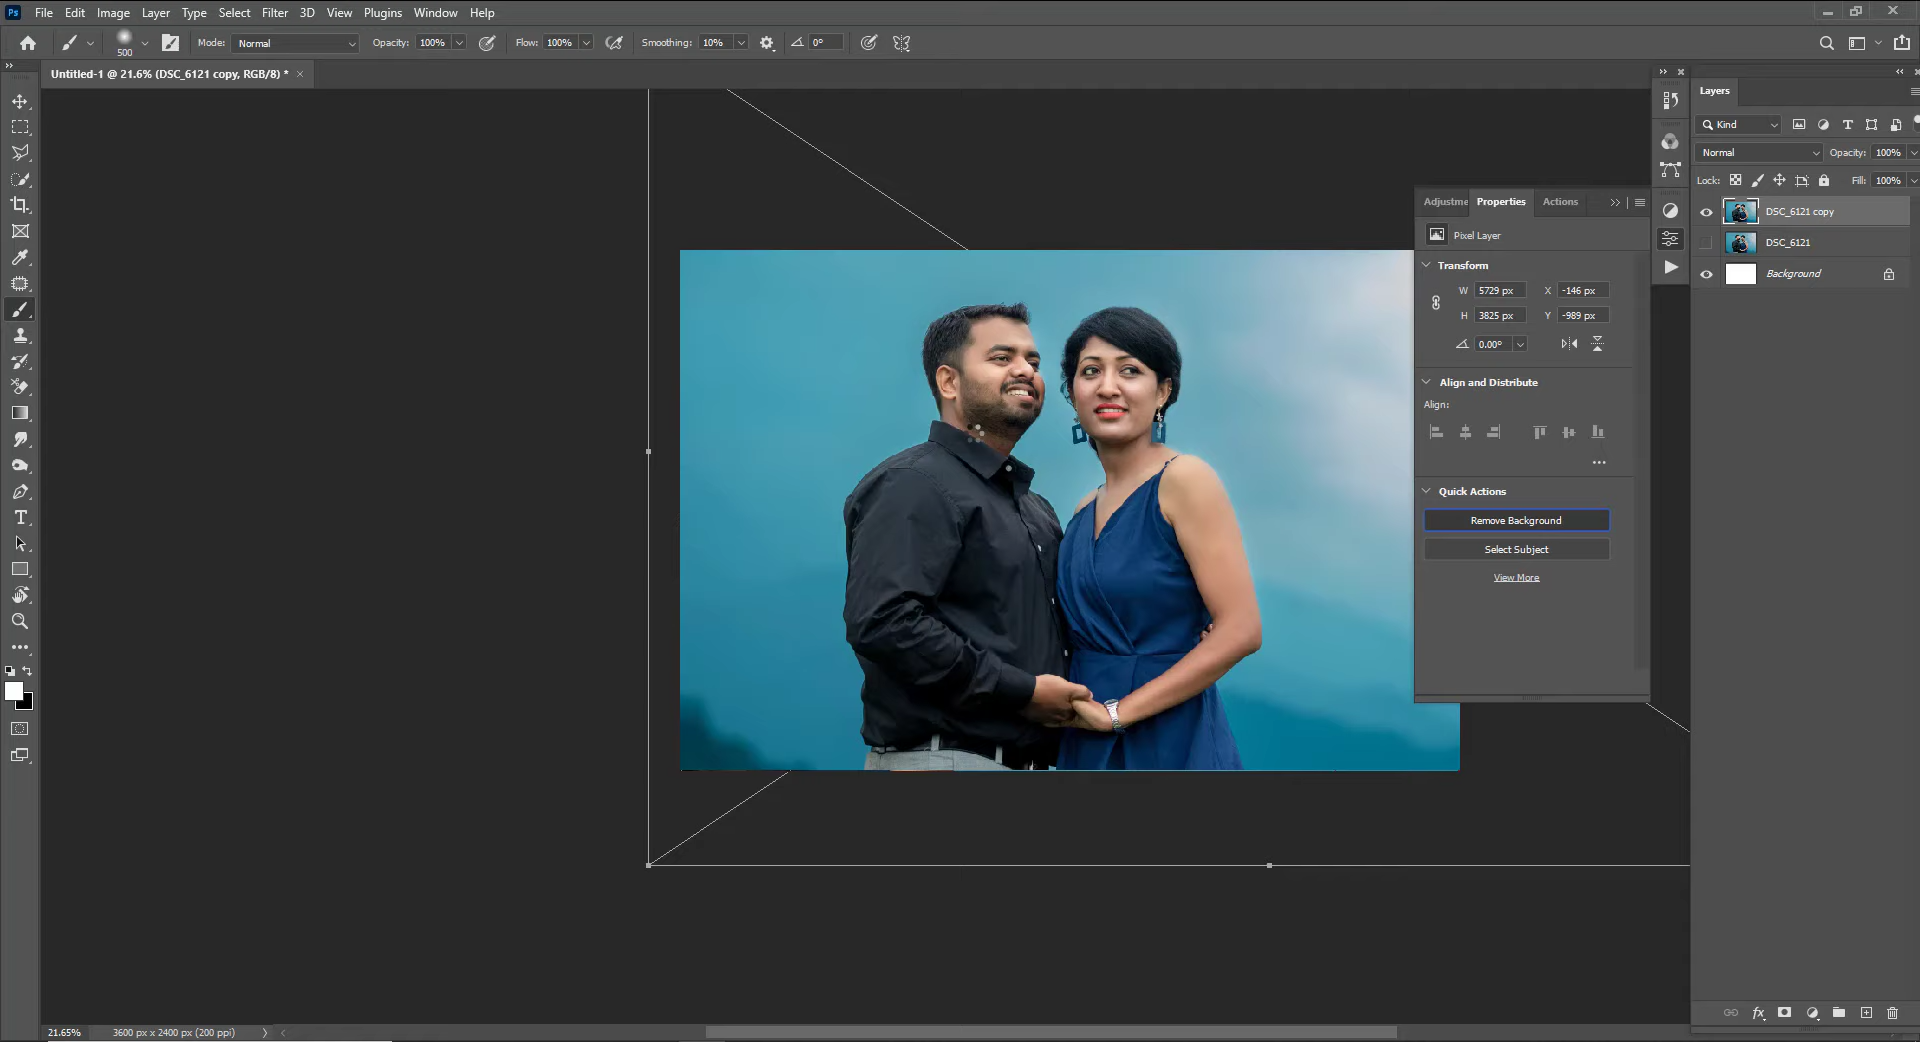 Ps File Edit Image Layer Type Select Filter 3D View Plugins Window Help
500 Mode: Normal Opacity: 100% Flow: 100% Smoothing: 10% 0°
Untitled-1 @ 21.6% (DSC_6121 copy, RGB/8) * ×
Layers
Kind
Normal Opacity: 100%
Lock: Fill: 100%
DSC_6121 copy
DSC_6121
Background
Adjustme Properties Actions
Pixel Layer
Transform
W 5729 px X -146 px
H 3825 px Y -989 px
0.00°
Align and Distribute
Align:
Quick Actions
Remove Background
Select Subject
View More
T
21.65% 3600 px x 2400 px (200 ppi)
fx